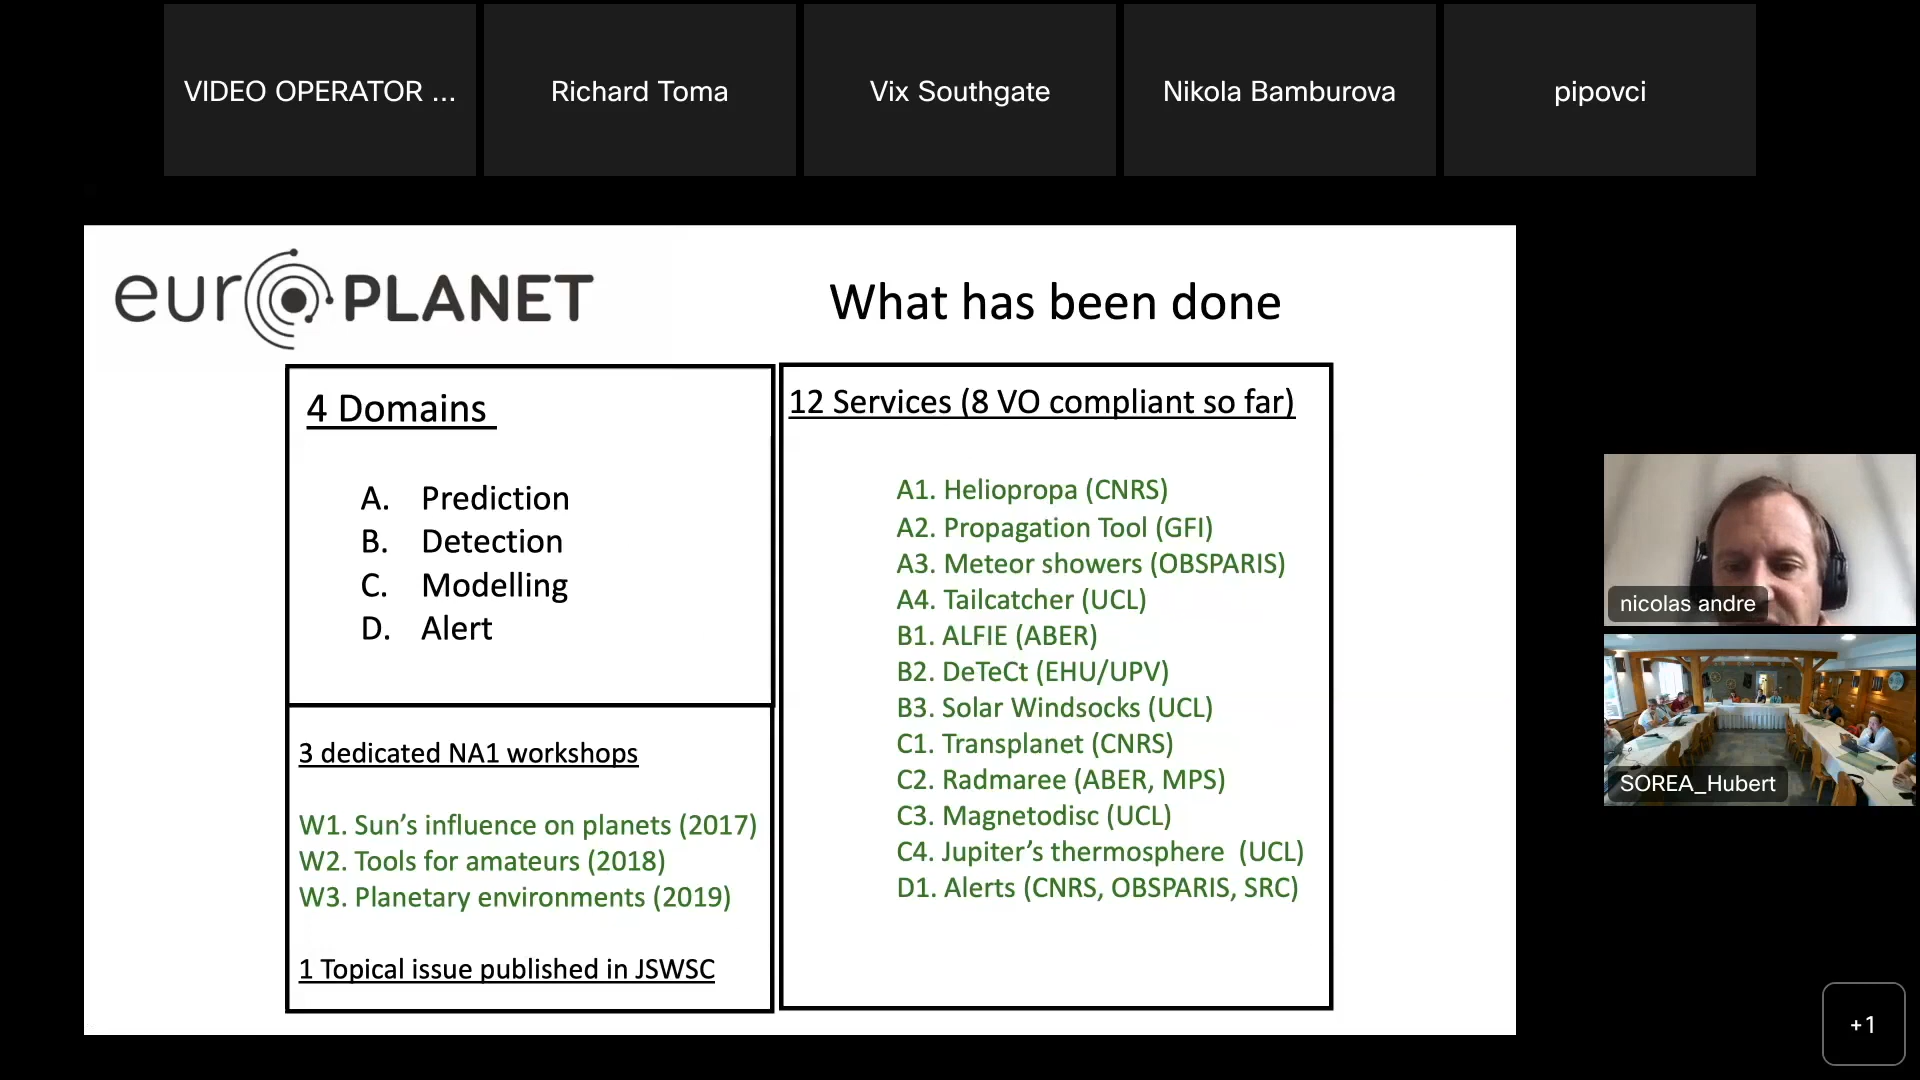 VIDEO OPERATOR ...
Richard Toma
Vix Southgate
Nikola Bamburova
pipovci
eur PLANET
What has been done
4 Domains
A. Prediction
B. Detection
C. Modelling
D. Alert
3 dedicated NA1 workshops
W1. Sun's influence on planets (2017)
W2. Tools for amateurs (2018)
W3. Planetary environments (2019)
1 Topical issue published in JSWSC
12 Services (8 VO compliant so far)
A1. Heliopropa (CNRS)
A2. Propagation Tool (GFI)
A3. Meteor showers (OBSPARIS)
A4. Tailcatcher (UCL)
B1. ALFIE (ABER)
B2. DeTeCt (EHU/UPV)
B3. Solar Windsocks (UCL)
C1. Transplanet (CNRS)
C2. Radmaree (ABER, MPS)
C3. Magnetodisc (UCL)
C4. Jupiter's thermosphere (UCL)
D1. Alerts (CNRS, OBSPARIS, SRC)
nicolas andre
SOREA_Hubert
+1